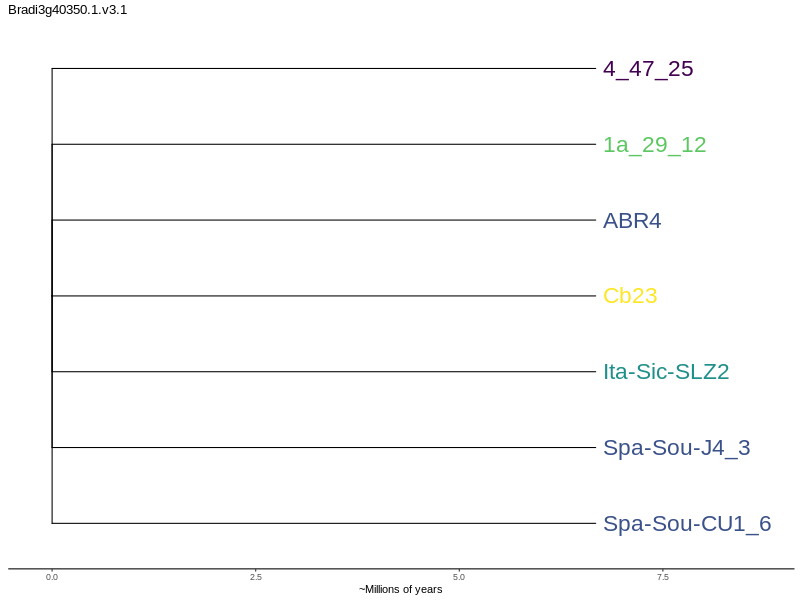 Bradi3g40350.1.v3.1
4_47_25
1a_29_12
ABR4
Cb23
Ita-Sic-SLZ2
Spa-Sou-J4_3
Spa-Sou-CU1_6
0.0 2.5 5.0 7.5
~Millions of years